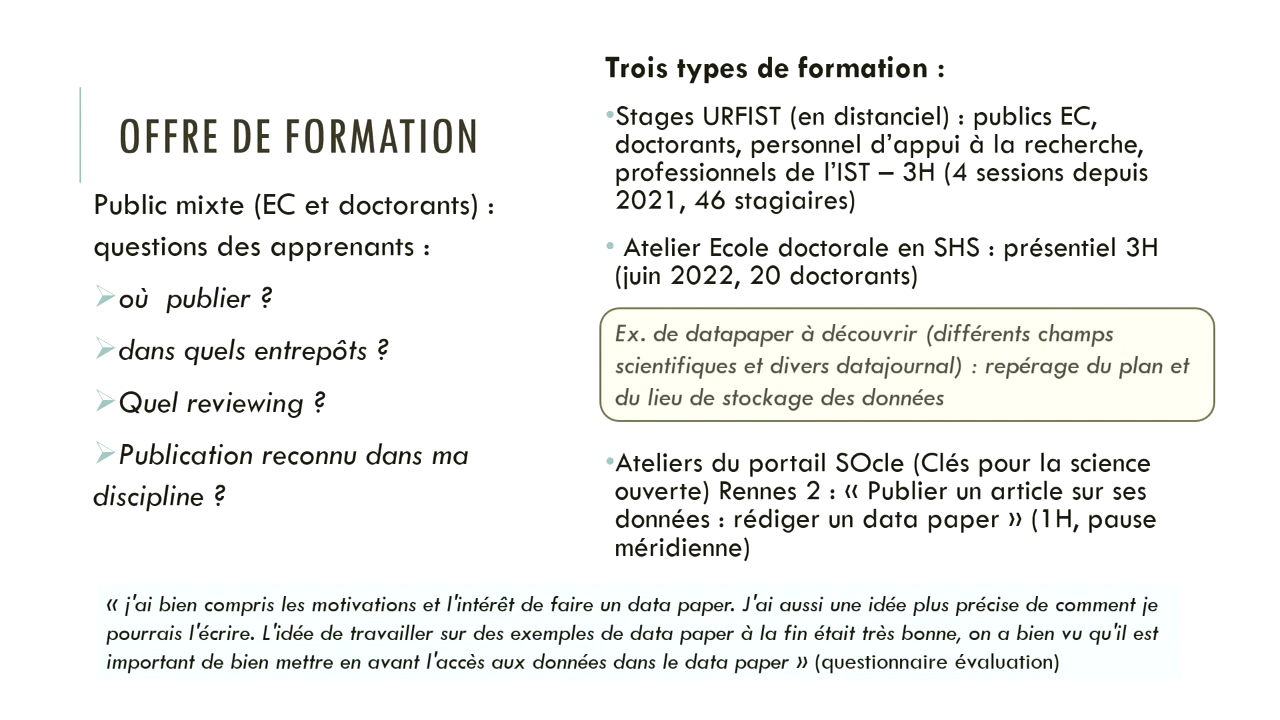 OFFRE DE FORMATION
Public mixte (EC et doctorants) :
questions des apprenants :
où  publier ?
dans quels entrepôts ?
Quel reviewing ?
Publication reconnu dans ma
discipline ?
Trois types de formation :
•Stages URFIST (en distanciel) : publics EC,
doctorants, personnel d’appui à la recherche,
professionnels de l’IST – 3H (4 sessions depuis
2021, 46 stagiaires)
• Atelier Ecole doctorale en SHS : présentiel 3H
(juin 2022, 20 doctorants)
Ex. de datapaper à découvrir (différents champs
scientifiques et divers datajournal) : repérage du plan et
du lieu de stockage des données
•Ateliers du portail SOcle (Clés pour la science
ouverte) Rennes 2 : « Publier un article sur ses
données : rédiger un data paper » (1H, pause
méridienne)
« j'ai bien compris les motivations et l'intérêt de faire un data paper. J'ai aussi une idée plus précise de comment je
pourrais l'écrire. L'idée de travailler sur des exemples de data paper à la fin était très bonne, on a bien vu qu'il est
important de bien mettre en avant l'accès aux données dans le data paper » (questionnaire évaluation)